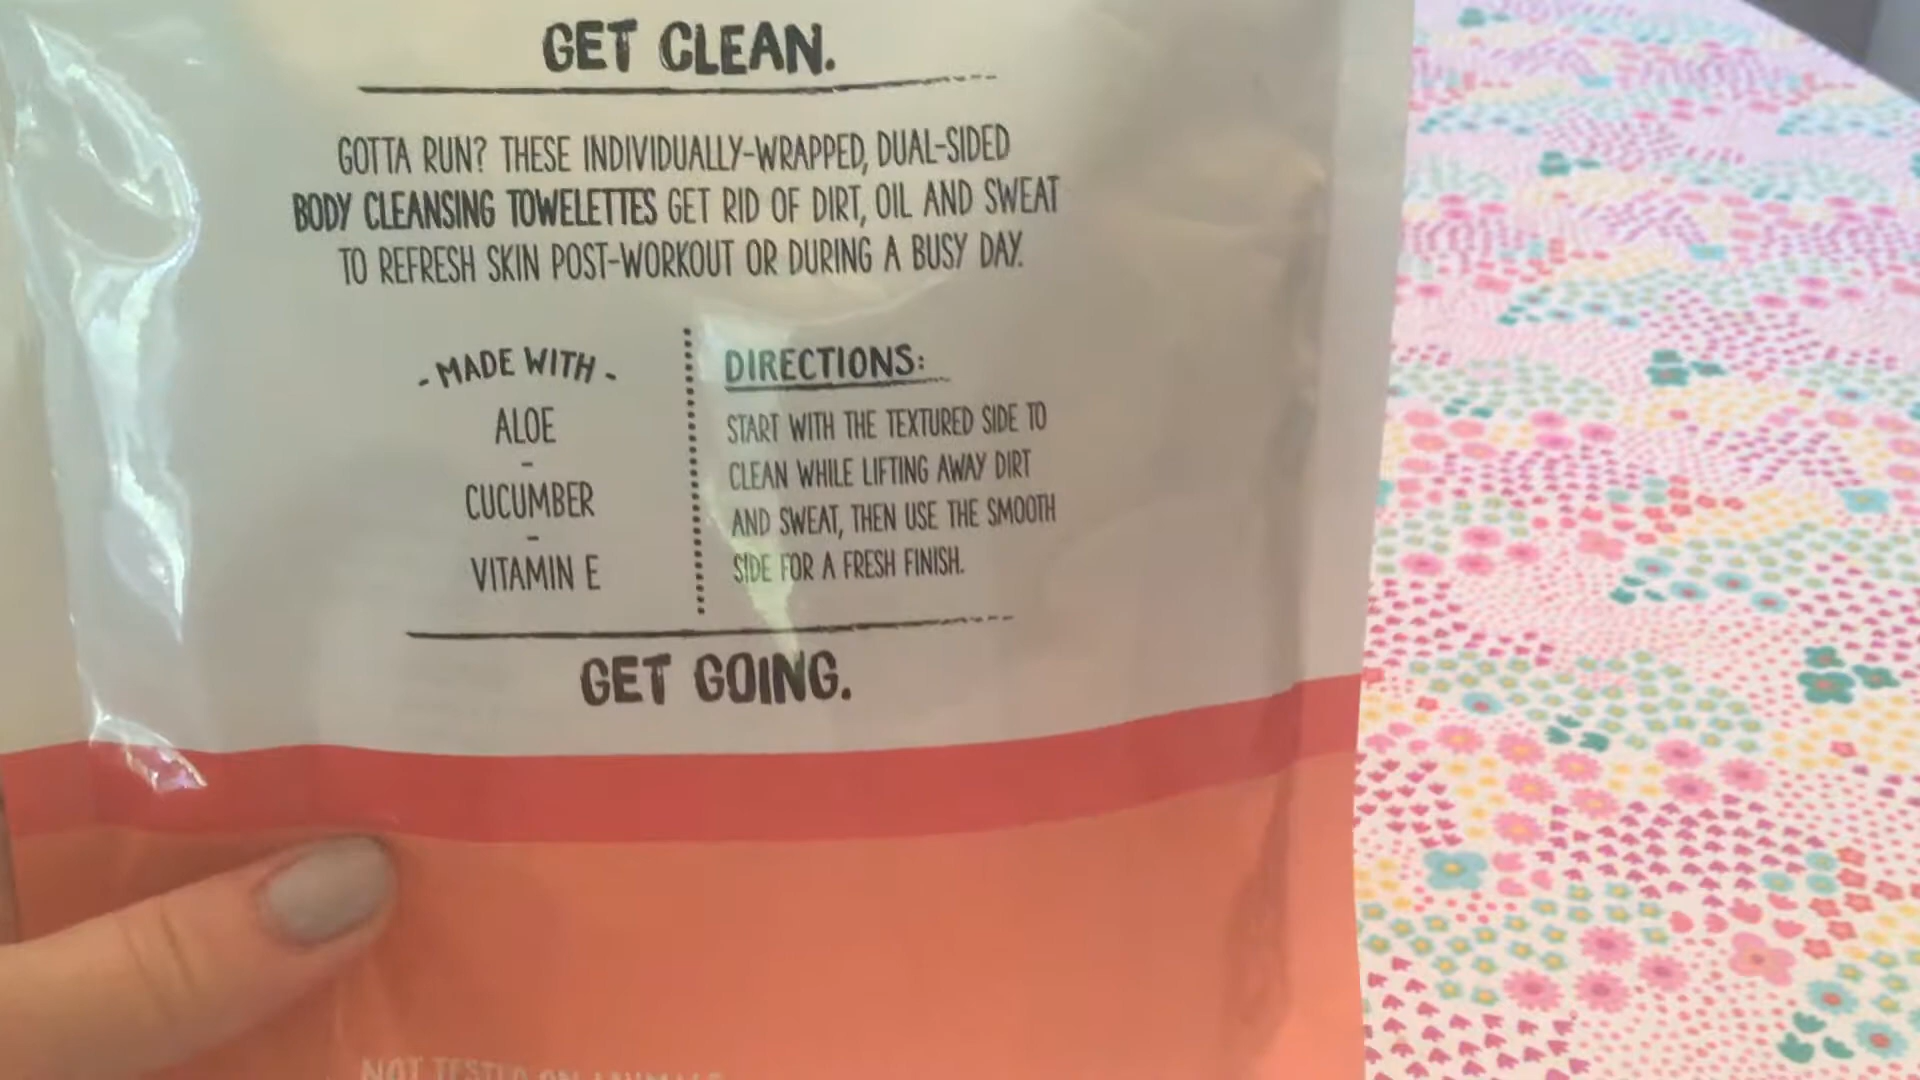 GET CLEAN.
GOTTA RUN? THESE INDIVIDUALLY-WRAPPED, DUAL-SIDED
BODY CLEANSING TOWELETTES GET RID OF DIRT, OIL AND SWEAT
TO REFRESH SKIN POST-WORKOUT OR DURING A BUSY DAY.
- MADE WITH -
ALOE
-
CUCUMBER
-
VITAMIN E
DIRECTIONS:
START WITH THE TEXTURED SIDE TO
CLEAN WHILE LIFTING AWAY DIRT
AND SWEAT, THEN USE THE SMOOTH
SIDE FOR A FRESH FINISH.
GET GOING.
NOT TESTED ON ANIMALS